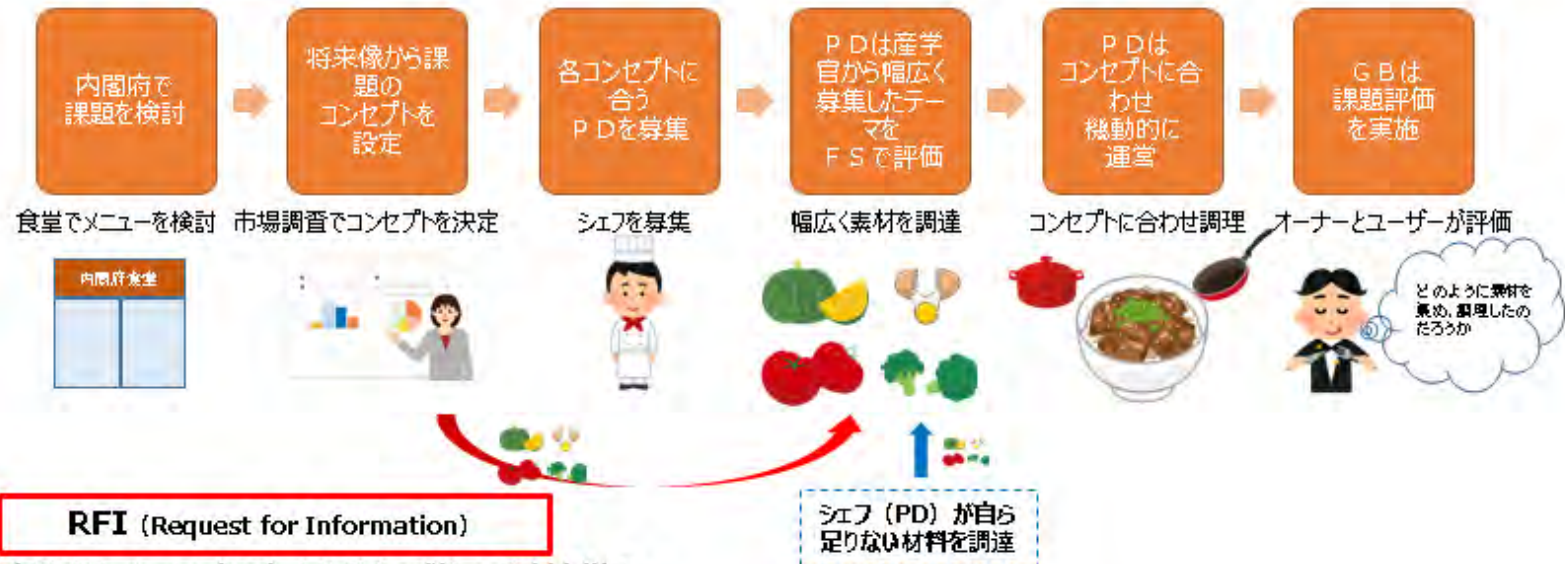 内閣府で
課題を検討
将来像から課
題の
コンセプトを
設定
各コンセプトに
合う
ＰＤを募集
ＰＤは産学
官から幅広く
募集したテー
マを
ＦＳで評価
ＰＤは
コンセプトに合
わせ
機動的に
運営
ＧＢは
課題評価
を実施
食堂でメニューを検討
市場調査でコンセプトを決定
シェフを募集
幅広く素材を調達
コンセプトに合わせ調理
オーナーとユーザーが評価
内閣府食堂
どのように素材を
集め、調理したの
だろうか
RFI (Request for Information)
シェフ（PD）が自ら
足りない材料を調達